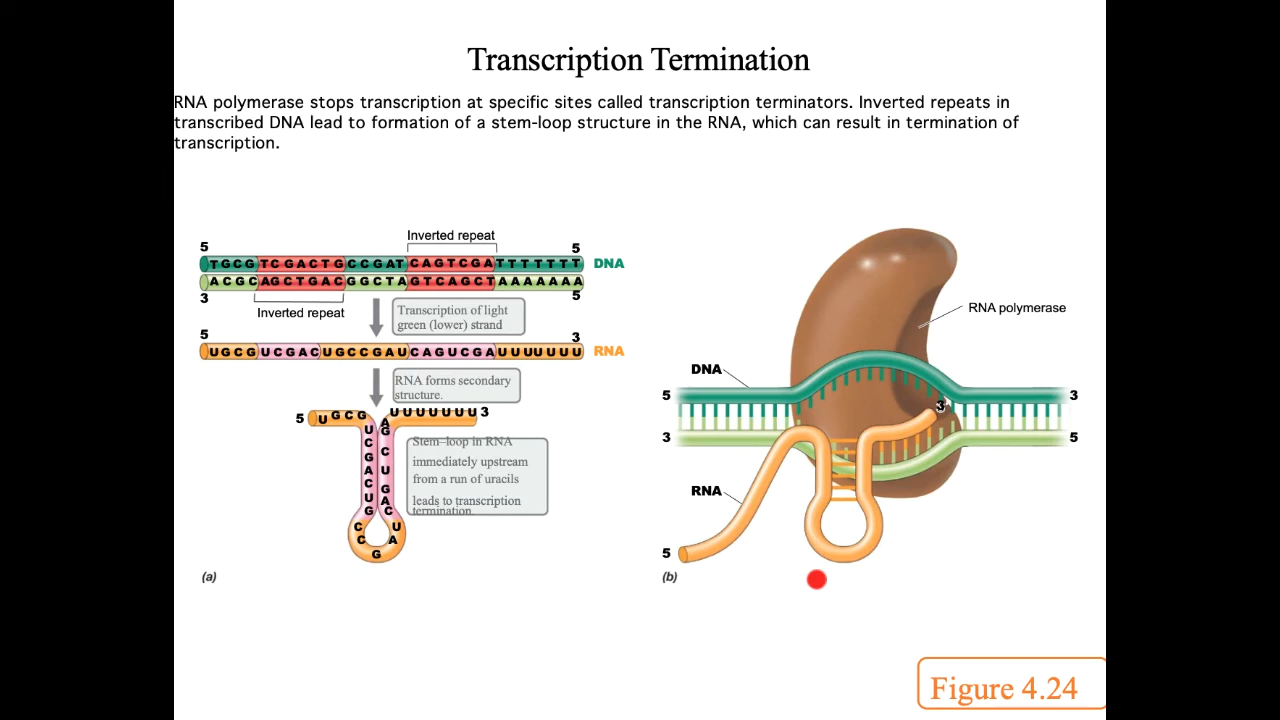 Transcription Termination
RNA polymerase stops transcription at specific sites called transcription terminators. Inverted repeats in
transcribed DNA lead to formation of a stem-loop structure in the RNA, which can result in termination of
transcription.
Inverted repeat
5 5
TGCGTCGACTGCCGATCAGTCGATTTTTTT DNA
ACGCAGCTGACGGCTAGTCAGCTAAAAAAA
3 5
Inverted repeat
Transcription of light
green (lower) strand
5 3
UGCGUCGACUGCCGAUCAGUCGAUUUUUUU RNA
RNA forms secondary
structure.
5 UGCG UUUUUUU 3
UCGACUG
CCGAU
CAGUCGA
Stem–loop in RNA
immediately upstream
from a run of uracils
leads to transcription
termination.
(a)
RNA polymerase
DNA
5 3
3
3 5
RNA
5
(b)
Figure 4.24